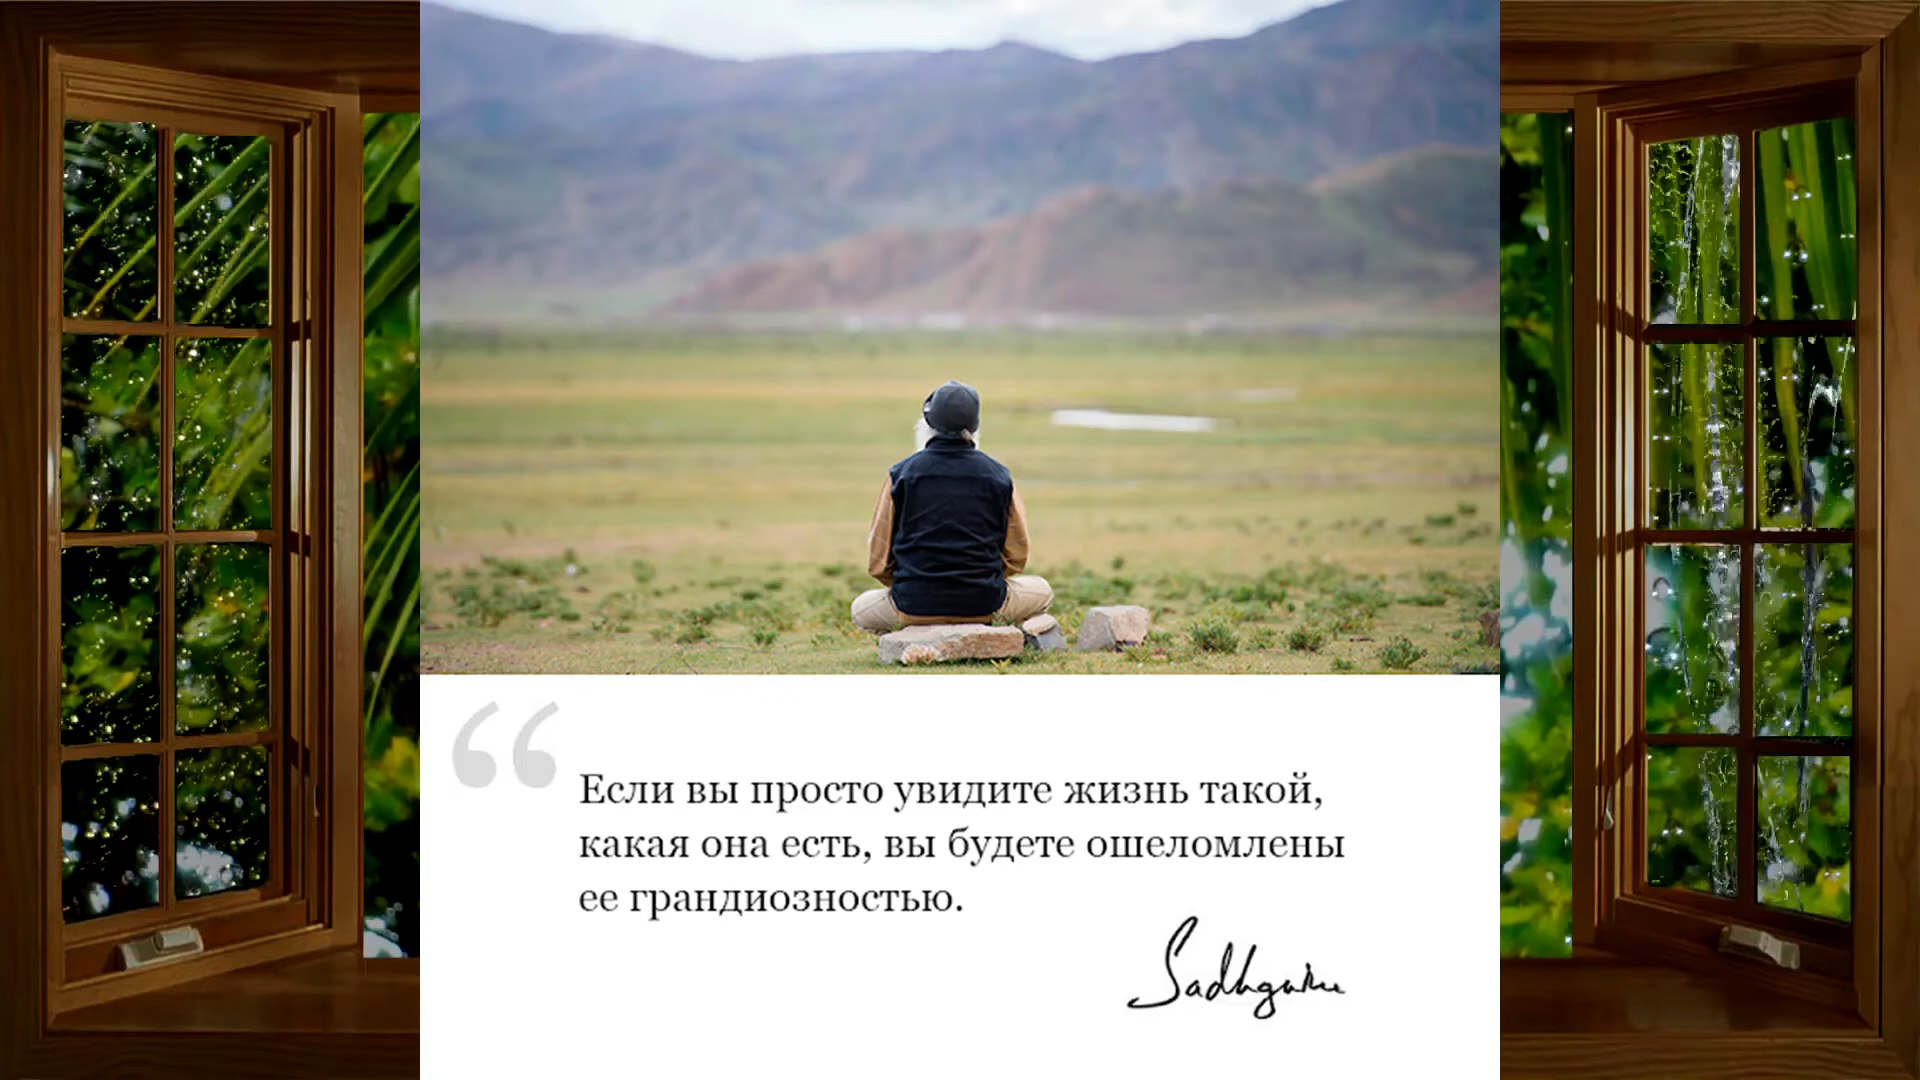 “
Если вы просто увидите жизнь такой,
какая она есть, вы будете ошеломлены
ее грандиозностью.
Sadhguru